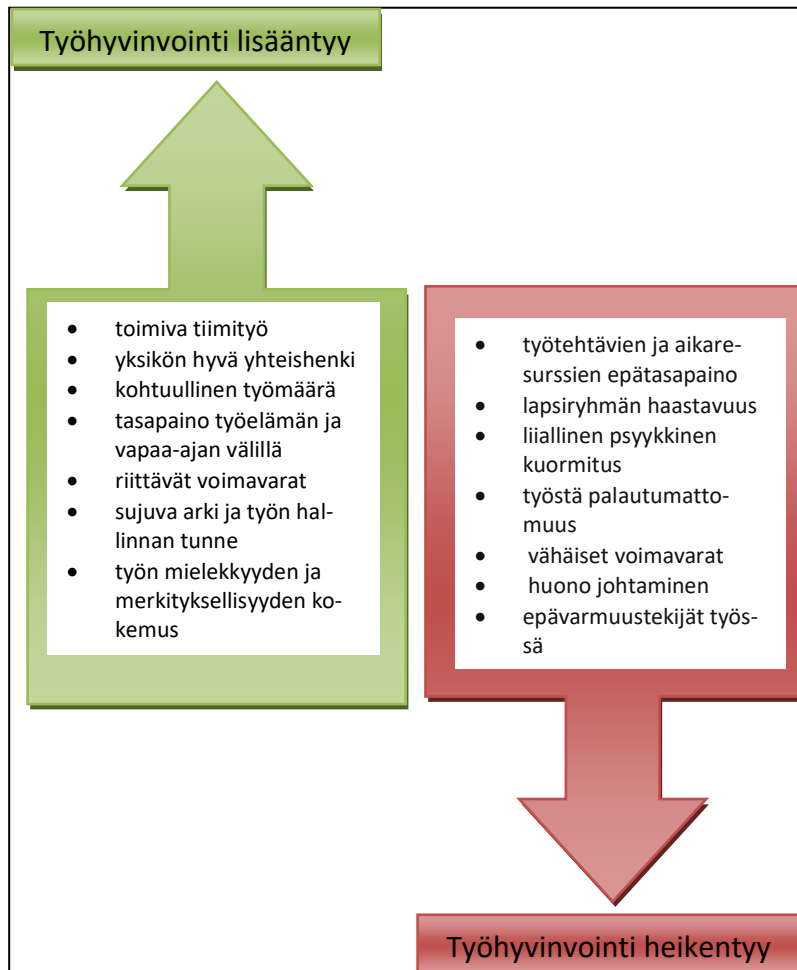 Työhyvinvointi lisääntyy
• toimiva tiimityö
• yksikön hyvä yhteishenki
• kohtuullinen työmäärä
• tasapaino työelämän ja
vapaa-ajan välillä
• riittävät voimavarat
• sujuva arki ja työn hal-
linnan tunne
• työn mielekkyyden ja
merkityksellisyyden ko-
kemus
• työtehtävien ja aikare-
surssien epätasapaino
• lapsiryhmän haastavuus
• liiallinen psyykkinen
kuormitus
• työstä palautumatto-
muus
• vähäiset voimavarat
• huono johtaminen
• epävarmuustekijät työs-
sä
Työhyvinvointi heikentyy